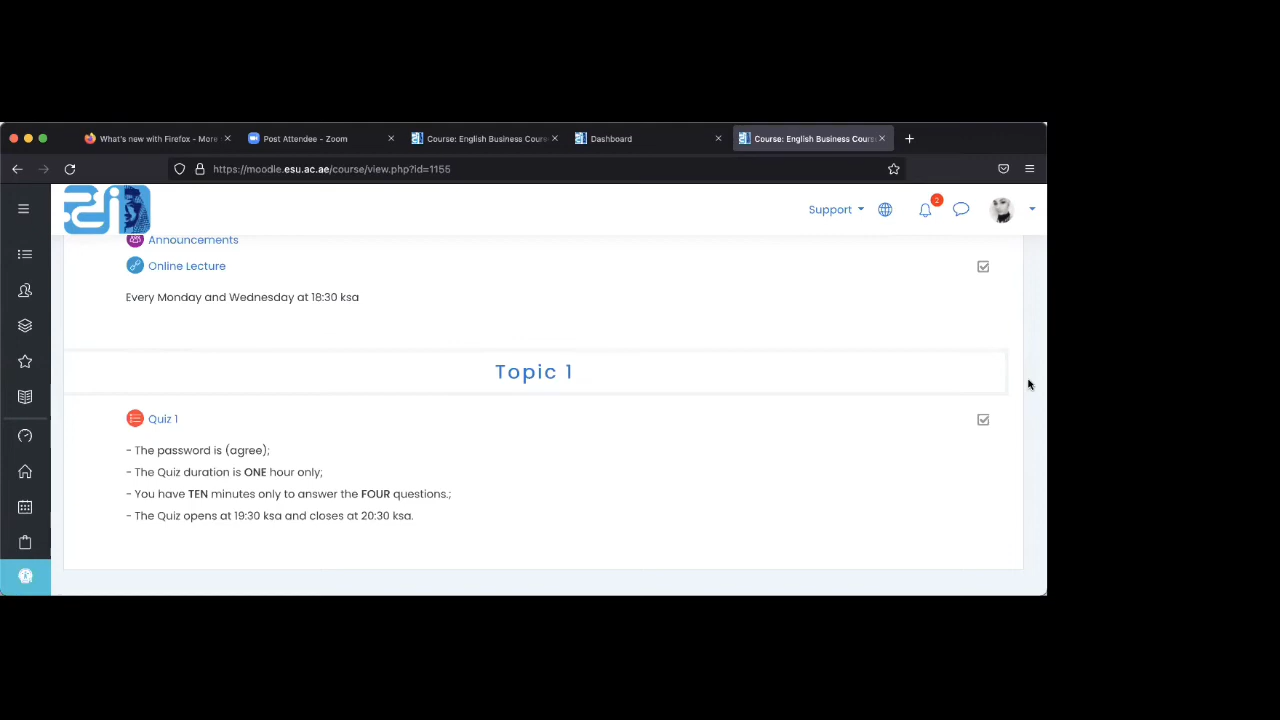 What's new with Firefox - More
Post Attendee - Zoom
Course: English Business Cours
Dashboard
Course: English Business Cours
https://moodle.esu.ac.ae/course/view.php?id=1155
Support
2
Announcements
Online Lecture
Every Monday and Wednesday at 18:30 ksa
Topic 1
Quiz 1
- The password is (agree);
- The Quiz duration is ONE hour only;
- You have TEN minutes only to answer the FOUR questions.;
- The Quiz opens at 19:30 ksa and closes at 20:30 ksa.